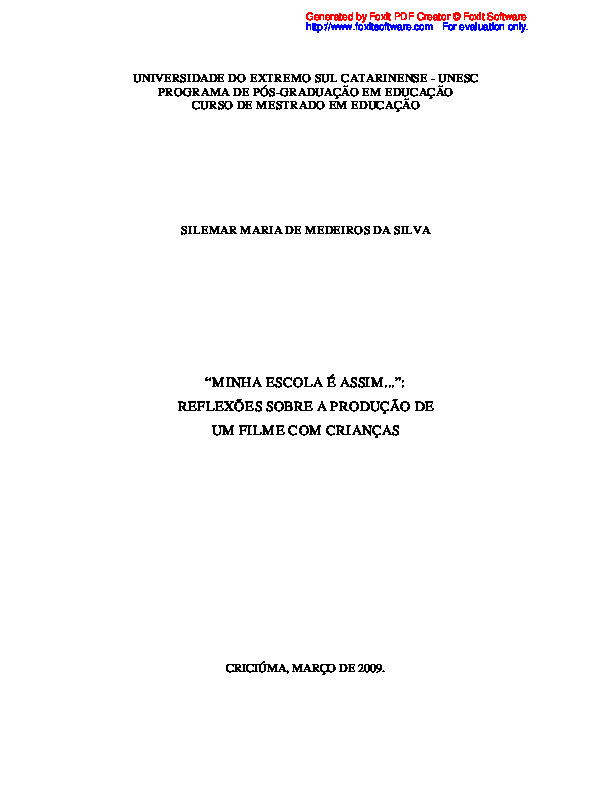 Generated by Foxit PDF Creator © Foxit Software
http://www.foxitsoftware.com   For evaluation only.
UNIVERSIDADE DO EXTREMO SUL CATARINENSE - UNESC
PROGRAMA DE PÓS-GRADUAÇÃO EM EDUCAÇÃO
CURSO DE MESTRADO EM EDUCAÇÃO
SILEMAR MARIA DE MEDEIROS DA SILVA
“MINHA ESCOLA É ASSIM...”:
REFLEXÕES SOBRE A PRODUÇÃO DE
UM FILME COM CRIANÇAS
CRICIÚMA, MARÇO DE 2009.